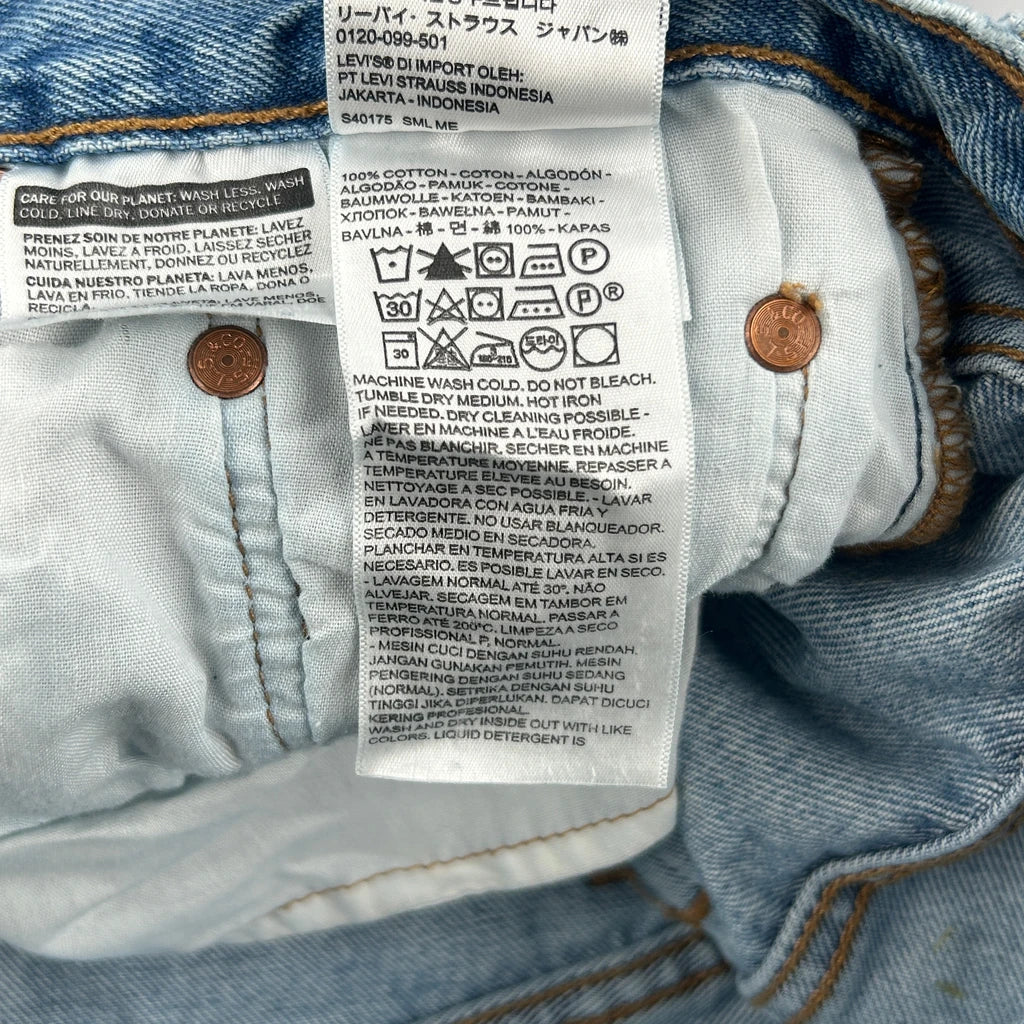 リーバイ・ストラウス ジャパン㈱
0120-099-501
LEVI'S® DI IMPORT OLEH:
PT LEVI STRAUSS INDONESIA
JAKARTA - INDONESIA
S40175 SML ME
CARE FOR OUR PLANET: WASH LESS, WASH
COLD, LINE DRY, DONATE OR RECYCLE
PRENEZ SOIN DE NOTRE PLANETE: LAVEZ
MOINS, LAVEZ A FROID, LAISSEZ SECHER
NATURELLEMENT, DONNEZ OU RECYCLEZ
CUIDA NUESTRO PLANETA: LAVA MENOS,
LAVA EN FRIO, TIENDE LA ROPA, DONA O
RECICLA.
100% COTTON - COTON - ALGODÓN -
ALGODÃO - PAMUK - COTONE -
BAUMWOLLE - KATOEN - BAMBAKI -
ХЛОПОК - BAWEŁNA - PAMUT -
BAVLNA - 棉 - 면 - 綿 100% - KAPAS
P
30 P ®
30 180-210 드라이
MACHINE WASH COLD. DO NOT BLEACH.
TUMBLE DRY MEDIUM. HOT IRON
IF NEEDED. DRY CLEANING POSSIBLE -
LAVER EN MACHINE A L'EAU FROIDE.
NE PAS BLANCHIR. SECHER EN MACHINE
A TEMPERATURE MOYENNE. REPASSER A
TEMPERATURE ELEVEE AU BESOIN.
NETTOYAGE A SEC POSSIBLE. - LAVAR
EN LAVADORA CON AGUA FRIA Y
DETERGENTE. NO USAR BLANQUEADOR.
SECADO MEDIO EN SECADORA.
PLANCHAR EN TEMPERATURA ALTA SI ES
NECESARIO. ES POSIBLE LAVAR EN SECO.
- LAVAGEM NORMAL ATÉ 30°. NÃO
ALVEJAR. SECAGEM EM TAMBOR EM
TEMPERATURA NORMAL. PASSAR A
FERRO ATÉ 200°C. LIMPEZA A SECO
PROFISSIONAL P, NORMAL.
- MESIN CUCI DENGAN SUHU RENDAH.
JANGAN GUNAKAN PEMUTIH. MESIN
PENGERING DENGAN SUHU SEDANG
(NORMAL). SETRIKA DENGAN SUHU
TINGGI JIKA DIPERLUKAN. DAPAT DICUCI
KERING PROFESIONAL.
WASH AND DRY INSIDE OUT WITH LIKE
COLORS. LIQUID DETERGENT IS